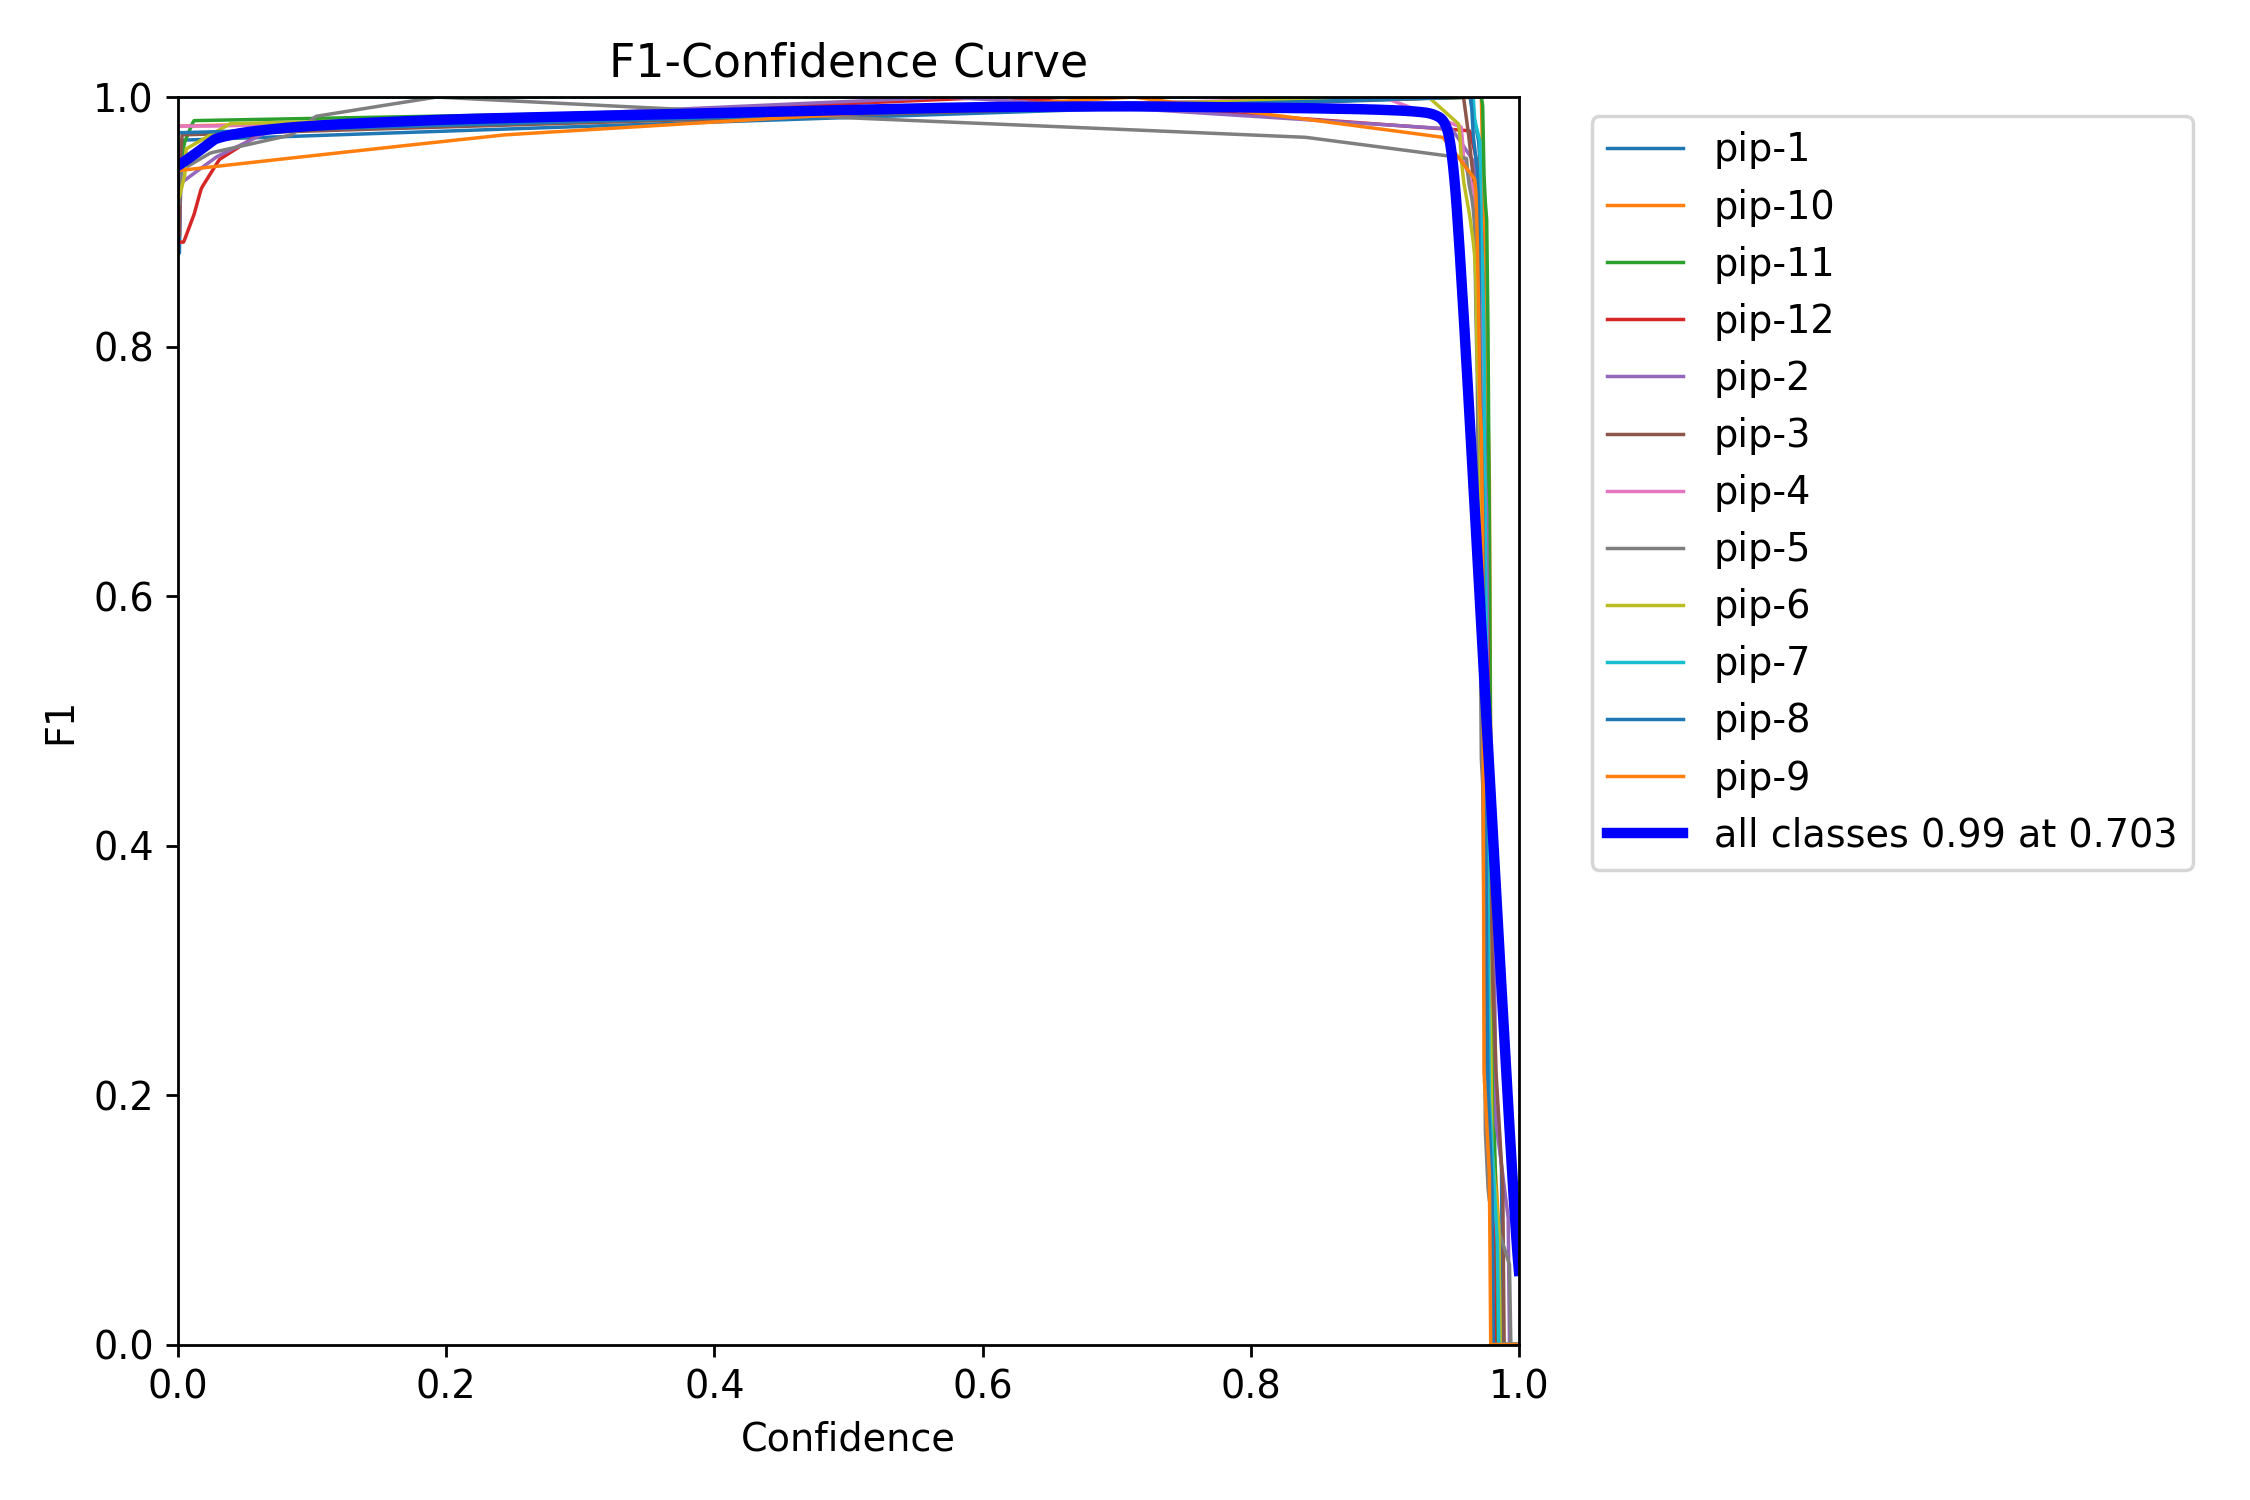 F1-Confidence Curve
1.0
0.8
0.6
0.4
0.2
0.0
F1
0.0 0.2 0.4 0.6 0.8 1.0
Confidence
pip-1
pip-10
pip-11
pip-12
pip-2
pip-3
pip-4
pip-5
pip-6
pip-7
pip-8
pip-9
all classes 0.99 at 0.703